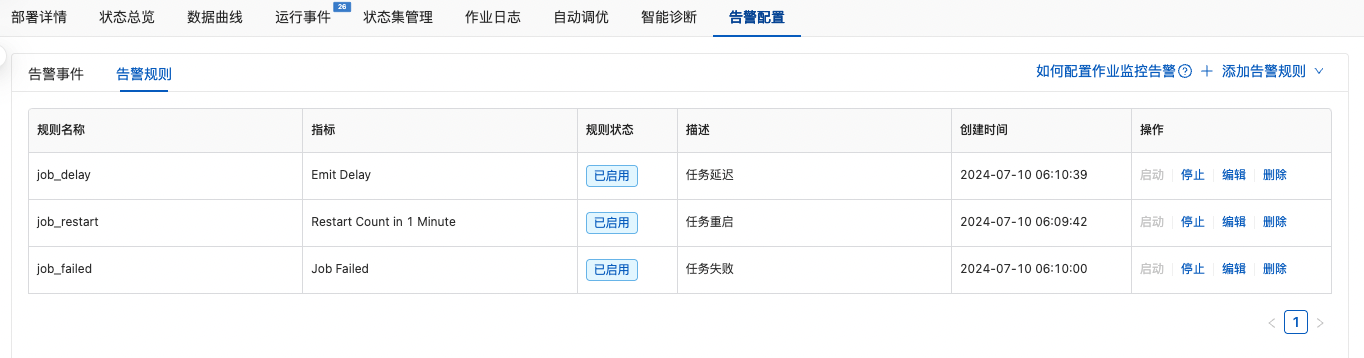 部署详情 状态总览 数据曲线 运行事件 26 状态集管理 作业日志 自动调优 智能诊断 告警配置
告警事件 告警规则 如何配置作业监控告警 添加告警规则
规则名称 指标 规则状态 描述 创建时间 操作
job_delay Emit Delay 已启用 任务延迟 2024-07-10 06:10:39 启动 停止 编辑 删除
job_restart Restart Count in 1 Minute 已启用 任务重启 2024-07-10 06:09:42 启动 停止 编辑 删除
job_failed Job Failed 已启用 任务失败 2024-07-10 06:10:00 启动 停止 编辑 删除
1